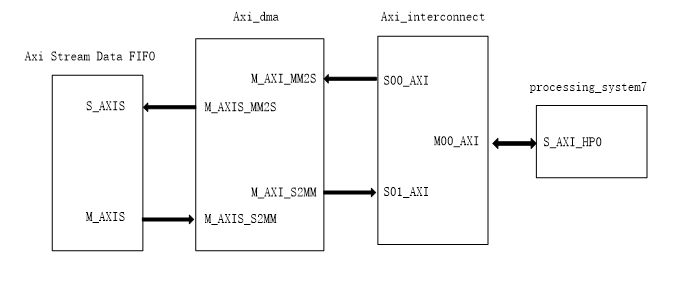 Axi_dma
Axi_interconnect
Axi Stream Data FIFO
processing_system7
M_AXI_MM2S
S00_AXI
S_AXIS
M_AXIS_MM2S
M00_AXI
S_AXI_HP0
M_AXI_S2MM
S01_AXI
M_AXIS
M_AXIS_S2MM